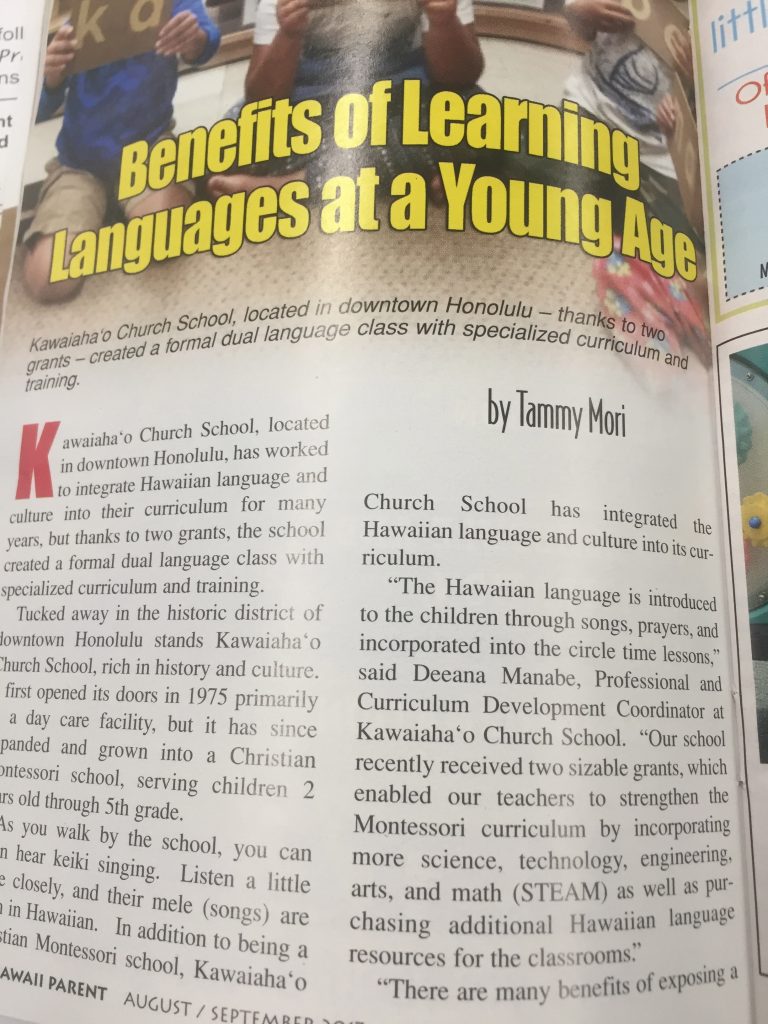 foll
Pr
ns
nt
d
k a
Benefits of Learning
Languages at a Young Age
Kawaiaha‘o Church School, located in downtown Honolulu – thanks to two
grants – created a formal dual language class with specialized curriculum and
training.
by Tammy Mori
Kawaiaha‘o Church School, located
in downtown Honolulu, has worked
to integrate Hawaiian language and
culture into their curriculum for many
years, but thanks to two grants, the school
created a formal dual language class with
specialized curriculum and training.
Tucked away in the historic district of
downtown Honolulu stands Kawaiaha‘o
Church School, rich in history and culture.
first opened its doors in 1975 primarily
a day care facility, but it has since
panded and grown into a Christian
ontessori school, serving children 2
rs old through 5th grade.
As you walk by the school, you can
n hear keiki singing. Listen a little
e closely, and their mele (songs) are
in Hawaiian. In addition to being a
stian Montessori school, Kawaiaha‘o
Church School has integrated the
Hawaiian language and culture into its cur-
riculum.
“The Hawaiian language is introduced
to the children through songs, prayers, and
incorporated into the circle time lessons,”
said Deeana Manabe, Professional and
Curriculum Development Coordinator at
Kawaiaha‘o Church School. “Our school
recently received two sizable grants, which
enabled our teachers to strengthen the
Montessori curriculum by incorporating
more science, technology, engineering,
arts, and math (STEAM) as well as pur-
chasing additional Hawaiian language
resources for the classrooms.”
“There are many benefits of exposing a
AWAII PARENT AUGUST / SEPTEMBER
littl
M